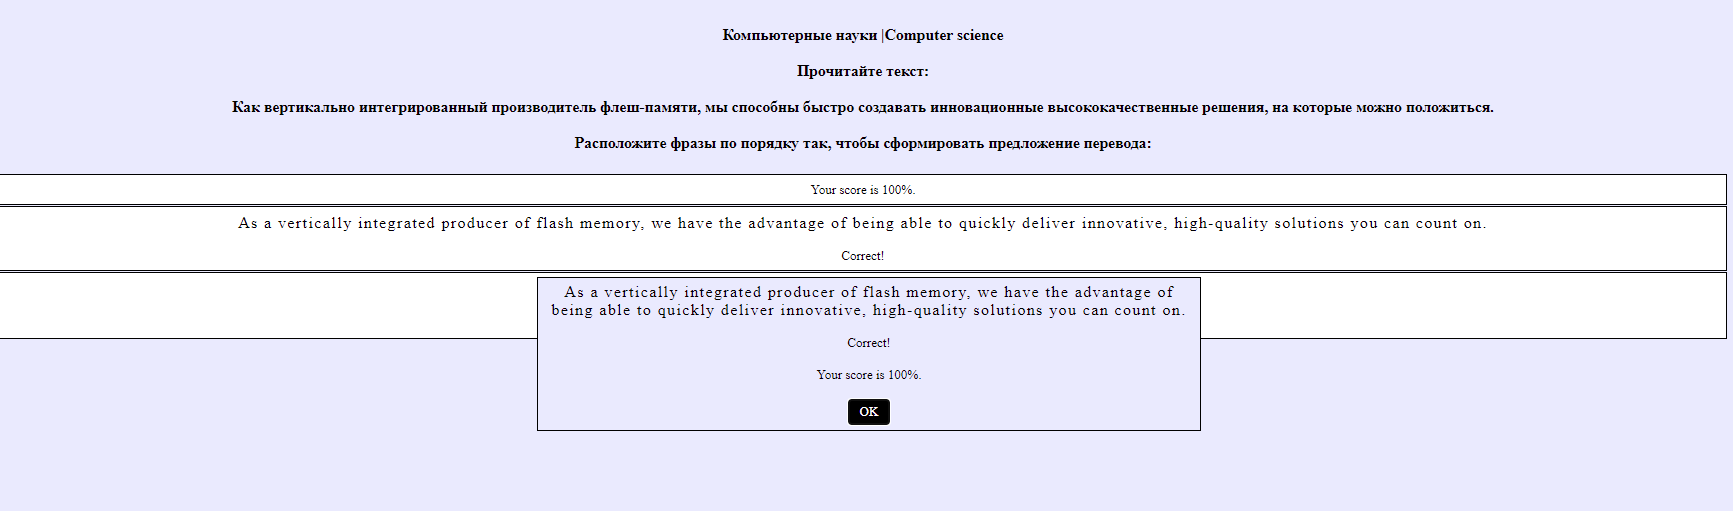 Компьютерные науки |Computer science
Прочитайте текст:
Как вертикально интегрированный производитель флеш-памяти, мы способны быстро создавать инновационные высококачественные решения, на которые можно положиться.
Расположите фразы по порядку так, чтобы сформировать предложение перевода:
Your score is 100%.
As a vertically integrated producer of flash memory, we have the advantage of being able to quickly deliver innovative, high-quality solutions you can count on.
Correct!
As a vertically integrated producer of flash memory, we have the advantage of
being able to quickly deliver innovative, high-quality solutions you can count on.
Correct!
Your score is 100%.
OK